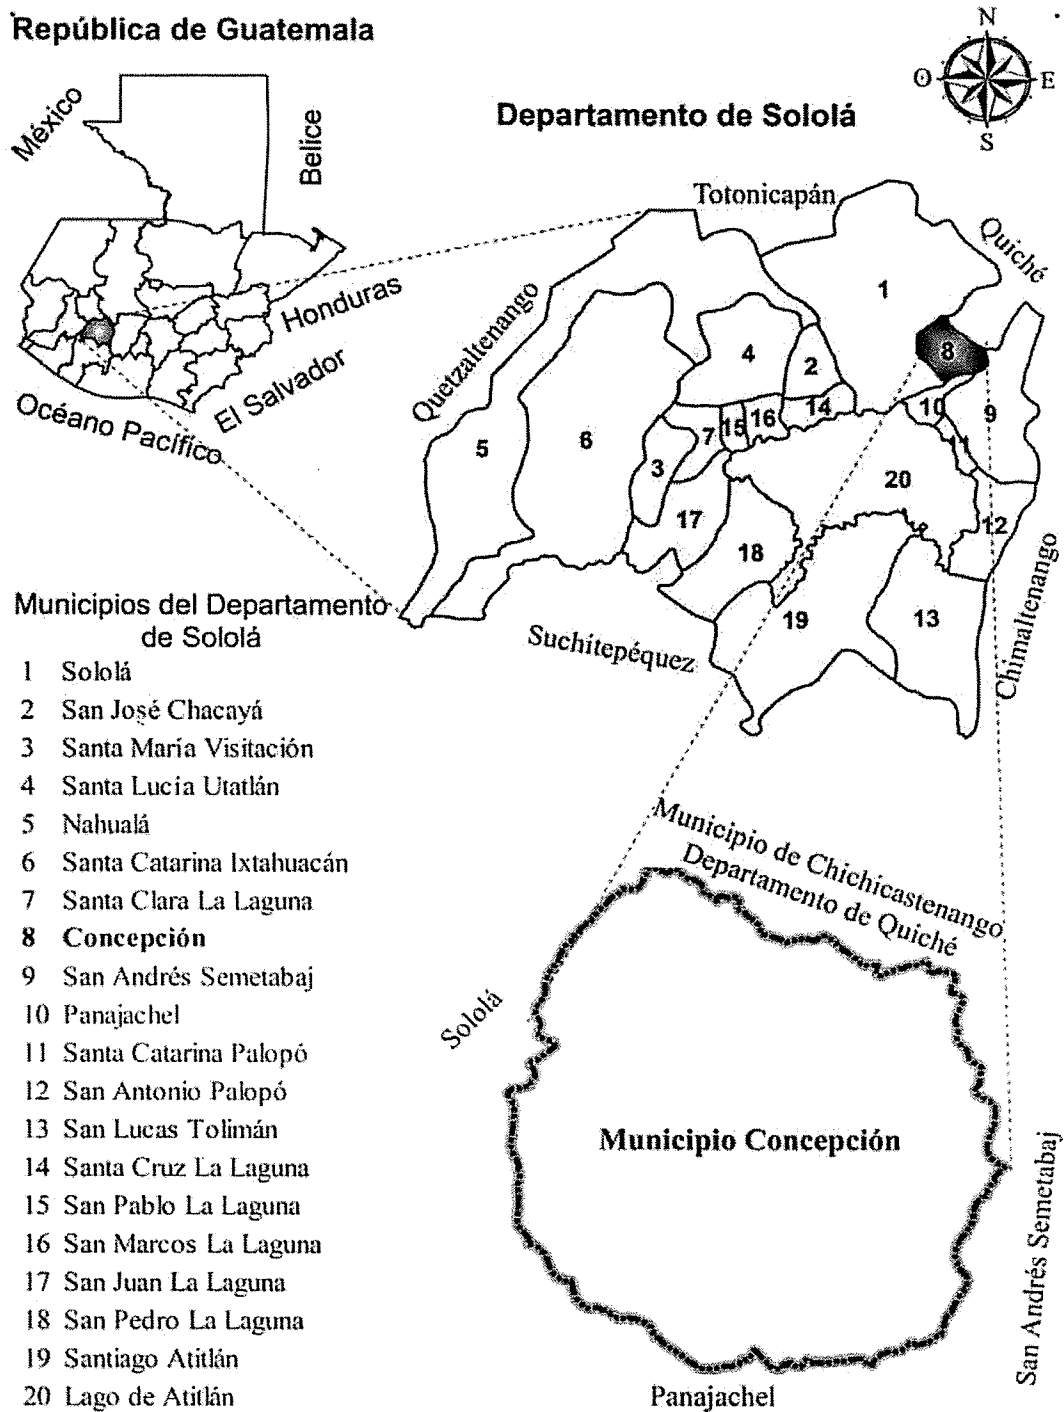 República de Guatemala
N
O
E
S
México
Belice
Departamento de Sololá
Totonicapán
Quiché
Honduras
El Salvador
Océano Pacífico
Quetzaltenango
1
8
4
2
10
9
14
16
15
7
5
6
3
11
20
17
12
18
19
13
Suchitepéquez
Chimaltenango
Municipios del Departamento
de Sololá
1 Sololá
2 San José Chacayá
3 Santa María Visitación
4 Santa Lucía Utatlán
5 Nahualá
6 Santa Catarina Ixtahuacán
7 Santa Clara La Laguna
8 Concepción
9 San Andrés Semetabaj
10 Panajachel
11 Santa Catarina Palopó
12 San Antonio Palopó
13 San Lucas Tolimán
14 Santa Cruz La Laguna
15 San Pablo La Laguna
16 San Marcos La Laguna
17 San Juan La Laguna
18 San Pedro La Laguna
19 Santiago Atitlán
20 Lago de Atitlán
Municipio de Chichicastenango
Departamento de Quiché
Sololá
Municipio Concepción
San Andrés Semetabaj
Panajachel